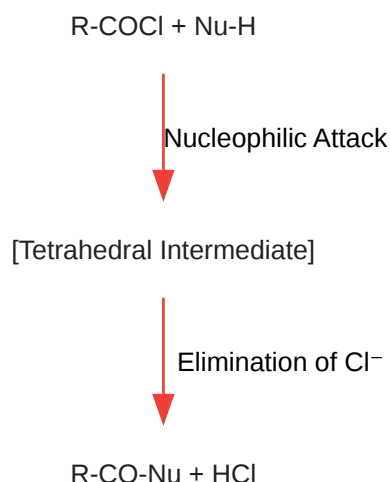 R-COCl + Nu-H
Nucleophilic Attack
[Tetrahedral Intermediate]
Elimination of Cl⁻
R-CO-Nu + HCl